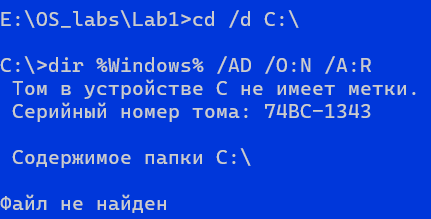 E:\OS_labs\Lab1>cd /d C:\
C:\>dir %Windows% /AD /O:N /A:R
Том в устройстве C не имеет метки.
Серийный номер тома: 74BC-1343
Содержимое папки C:\
Файл не найден